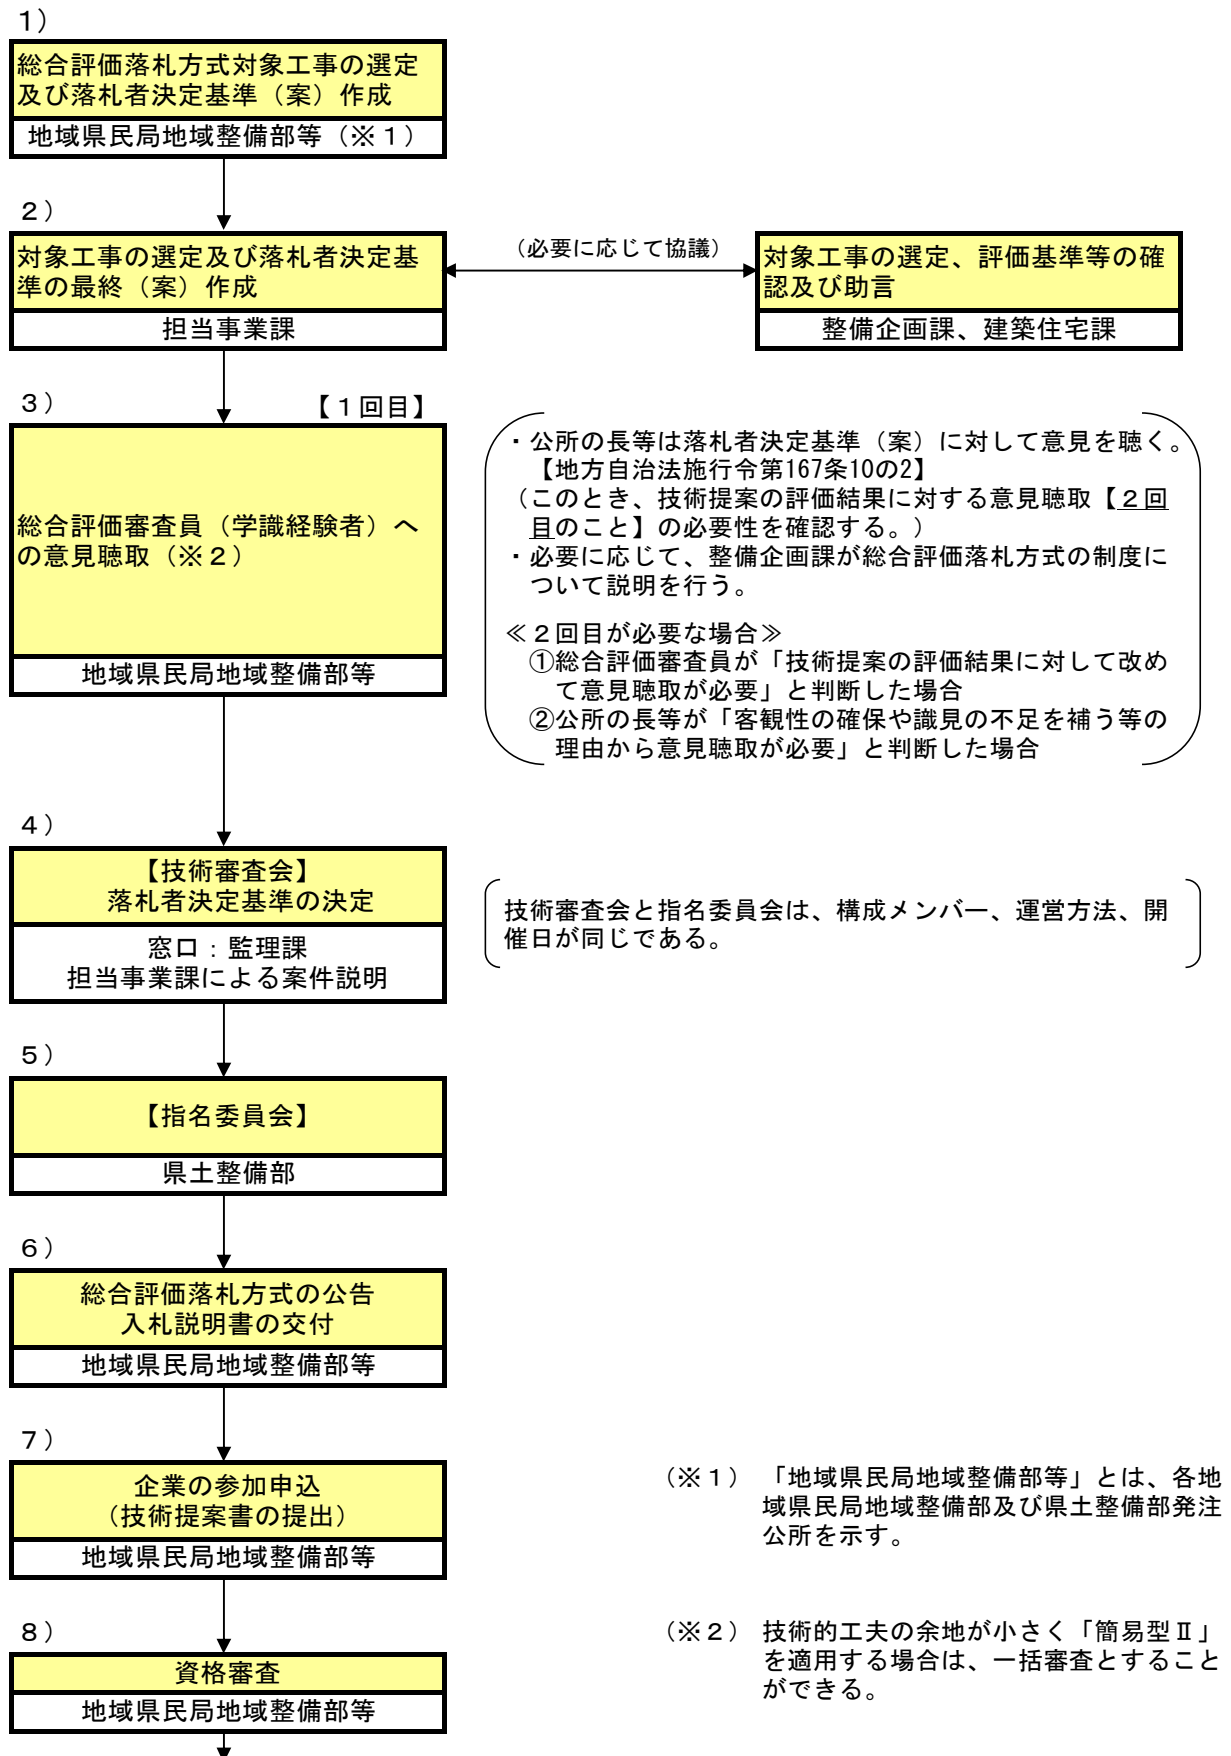 １）
総合評価落札方式対象工事の選定
及び落札者決定基準（案）作成
地域県民局地域整備部等（※１）
２）
対象工事の選定及び落札者決定基
準の最終（案）作成
担当事業課
（必要に応じて協議）
対象工事の選定、評価基準等の確
認及び助言
整備企画課、建築住宅課
３）
【１回目】
総合評価審査員（学識経験者）へ
の意見聴取（※２）
地域県民局地域整備部等
・公所の長等は落札者決定基準（案）に対して意見を聴く。
【地方自治法施行令第167条10の2】
（このとき、技術提案の評価結果に対する意見聴取【２回
目のこと】の必要性を確認する。）
・必要に応じて、整備企画課が総合評価落札方式の制度に
ついて説明を行う。
≪２回目が必要な場合≫
①総合評価審査員が「技術提案の評価結果に対して改め
て意見聴取が必要」と判断した場合
②公所の長等が「客観性の確保や識見の不足を補う等の
理由から意見聴取が必要」と判断した場合
４）
【技術審査会】
落札者決定基準の決定
窓口：監理課
担当事業課による案件説明
技術審査会と指名委員会は、構成メンバー、運営方法、開
催日が同じである。
５）
【指名委員会】
県土整備部
６）
総合評価落札方式の公告
入札説明書の交付
地域県民局地域整備部等
７）
企業の参加申込
（技術提案書の提出）
地域県民局地域整備部等
（※１）　「地域県民局地域整備部等」とは、各地
域県民局地域整備部及び県土整備部発注
公所を示す。
８）
資格審査
地域県民局地域整備部等
（※２）　技術的工夫の余地が小さく「簡易型Ⅱ」
を適用する場合は、一括審査とすること
ができる。